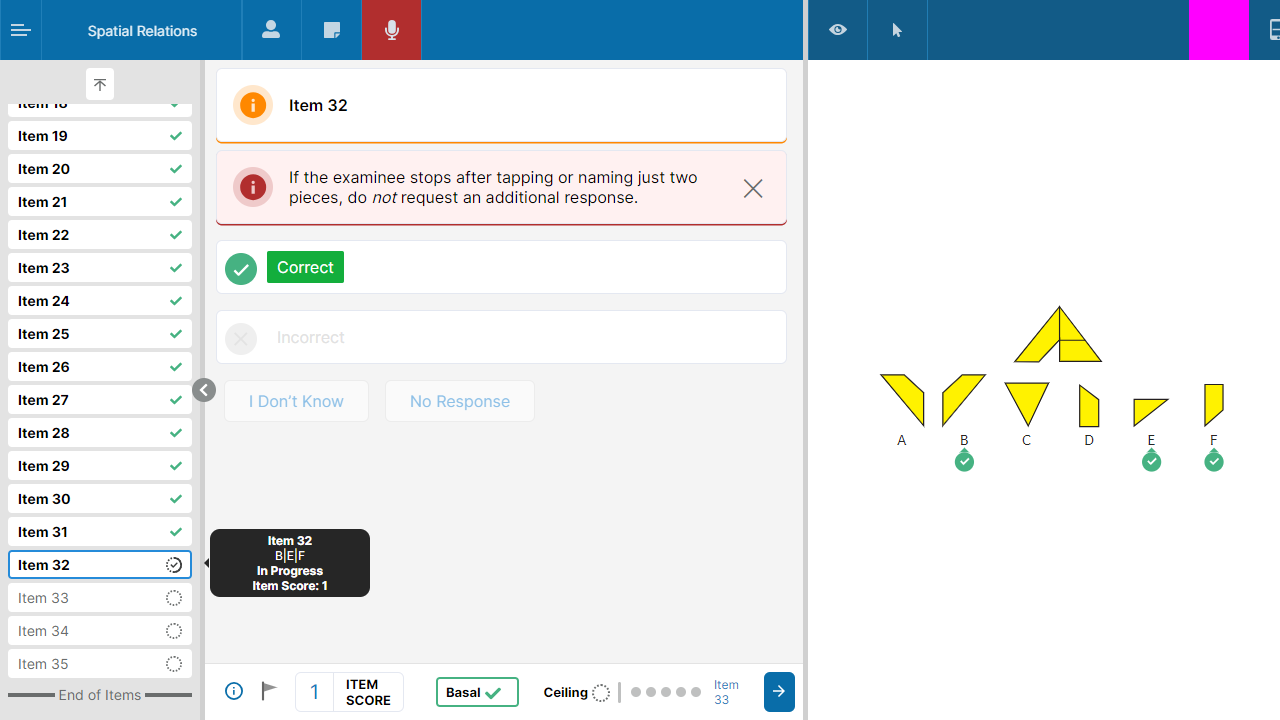 Spatial Relations
Item 18
Item 19
Item 20
Item 21
Item 22
Item 23
Item 24
Item 25
Item 26
Item 27
Item 28
Item 29
Item 30
Item 31
Item 32
Item 33
Item 34
Item 35
End of Items
Item 32
If the examinee stops after tapping or naming just two
pieces, do not request an additional response.
Correct
Incorrect
I Don't Know
No Response
Item 32
B|E|F
In Progress
Item Score: 1
1
ITEM
SCORE
Basal
Ceiling
Item
33
A B C D E F